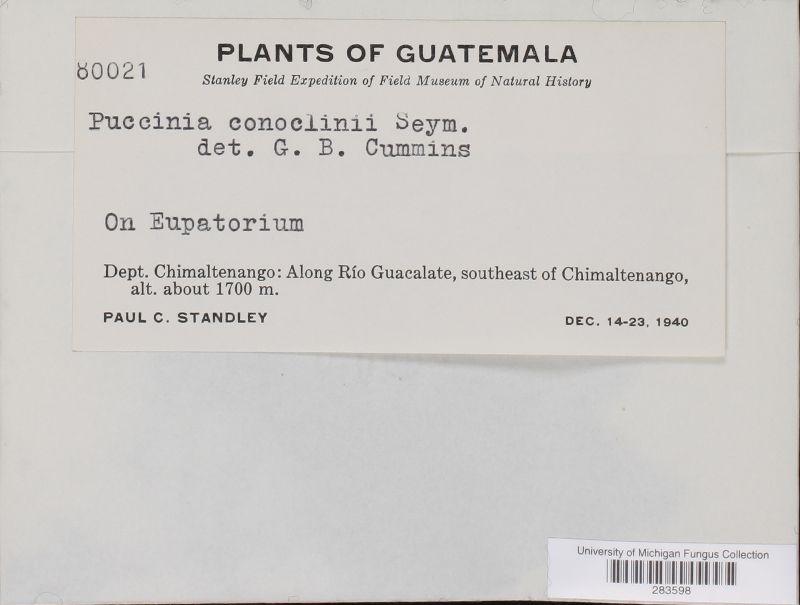 PLANTS OF GUATEMALA
80021
Stanley Field Expedition of Field Museum of Natural History
Puccinia conoclinii Seym.
det. G. B. Cummins
On Eupatorium
Dept. Chimaltenango: Along Río Guacalate, southeast of Chimaltenango,
alt. about 1700 m.
PAUL C. STANDLEY
DEC. 14-23, 1940
University of Michigan Fungus Collection
283598